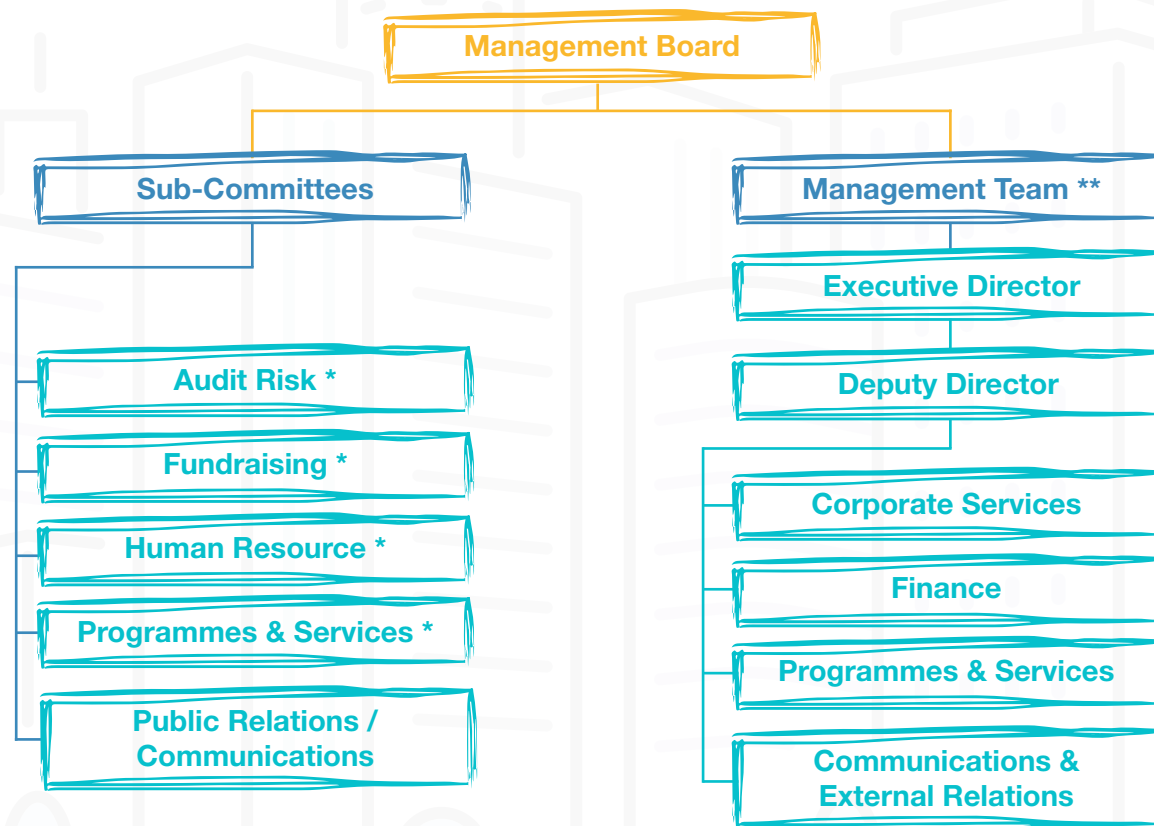 Management Board
Sub-Committees
Audit Risk *
Fundraising *
Human Resource *
Programmes & Services *
Public Relations /
Communications
Management Team **
Executive Director
Deputy Director
Corporate Services
Finance
Programmes & Services
Communications &
External Relations